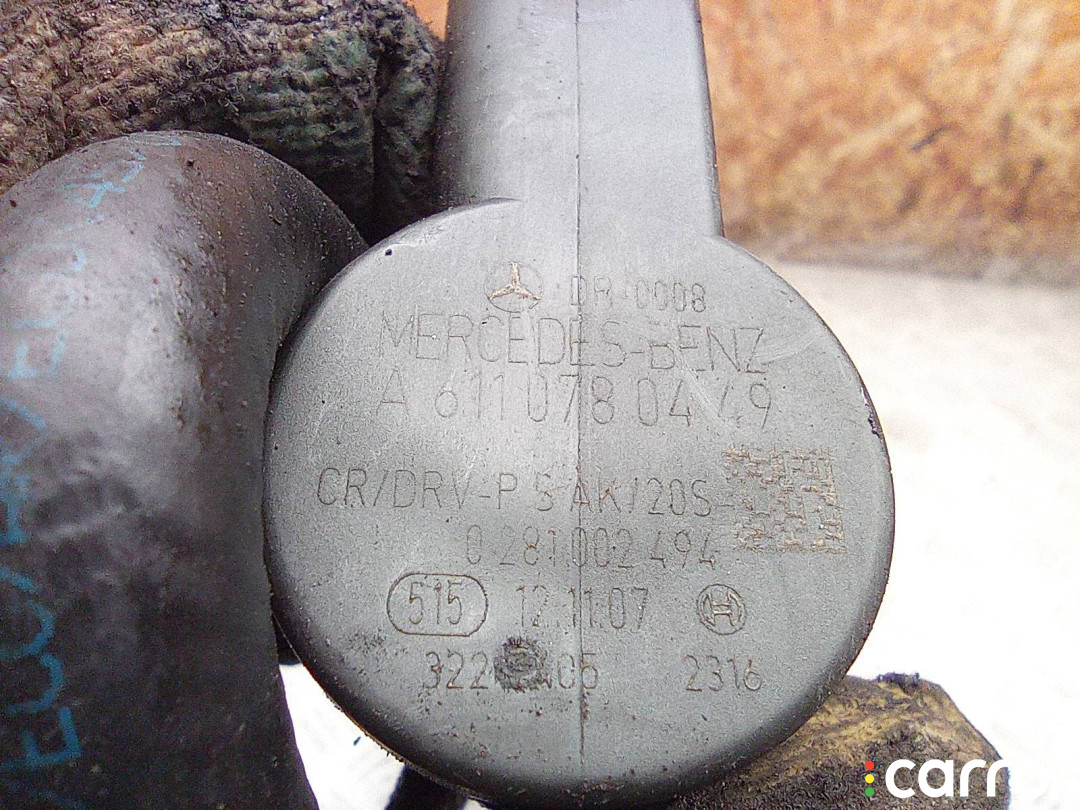 DR 0008
MERCEDES-BENZ
A 611 078 04 49
CR/DRV-P S AK/20S
0 281 002 494
515 12.11.07
2316
carro